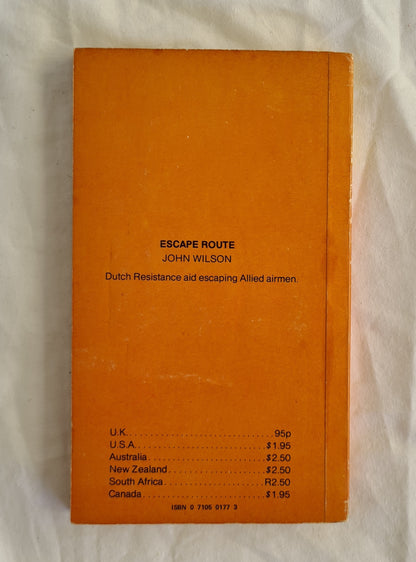 ESCAPE ROUTE
JOHN WILSON
Dutch Resistance aid escaping Allied airmen.
U.K. . . . . . . . . . . . . . . . . . . . . . . . . . 95p
U.S.A. . . . . . . . . . . . . . . . . . . . . . . . $1.95
Australia . . . . . . . . . . . . . . . . . . . . . . $2.50
New Zealand . . . . . . . . . . . . . . . . . . $2.50
South Africa . . . . . . . . . . . . . . . . . . . R2.50
Canada . . . . . . . . . . . . . . . . . . . . . . . $1.95
ISBN 0 7105 0177 3